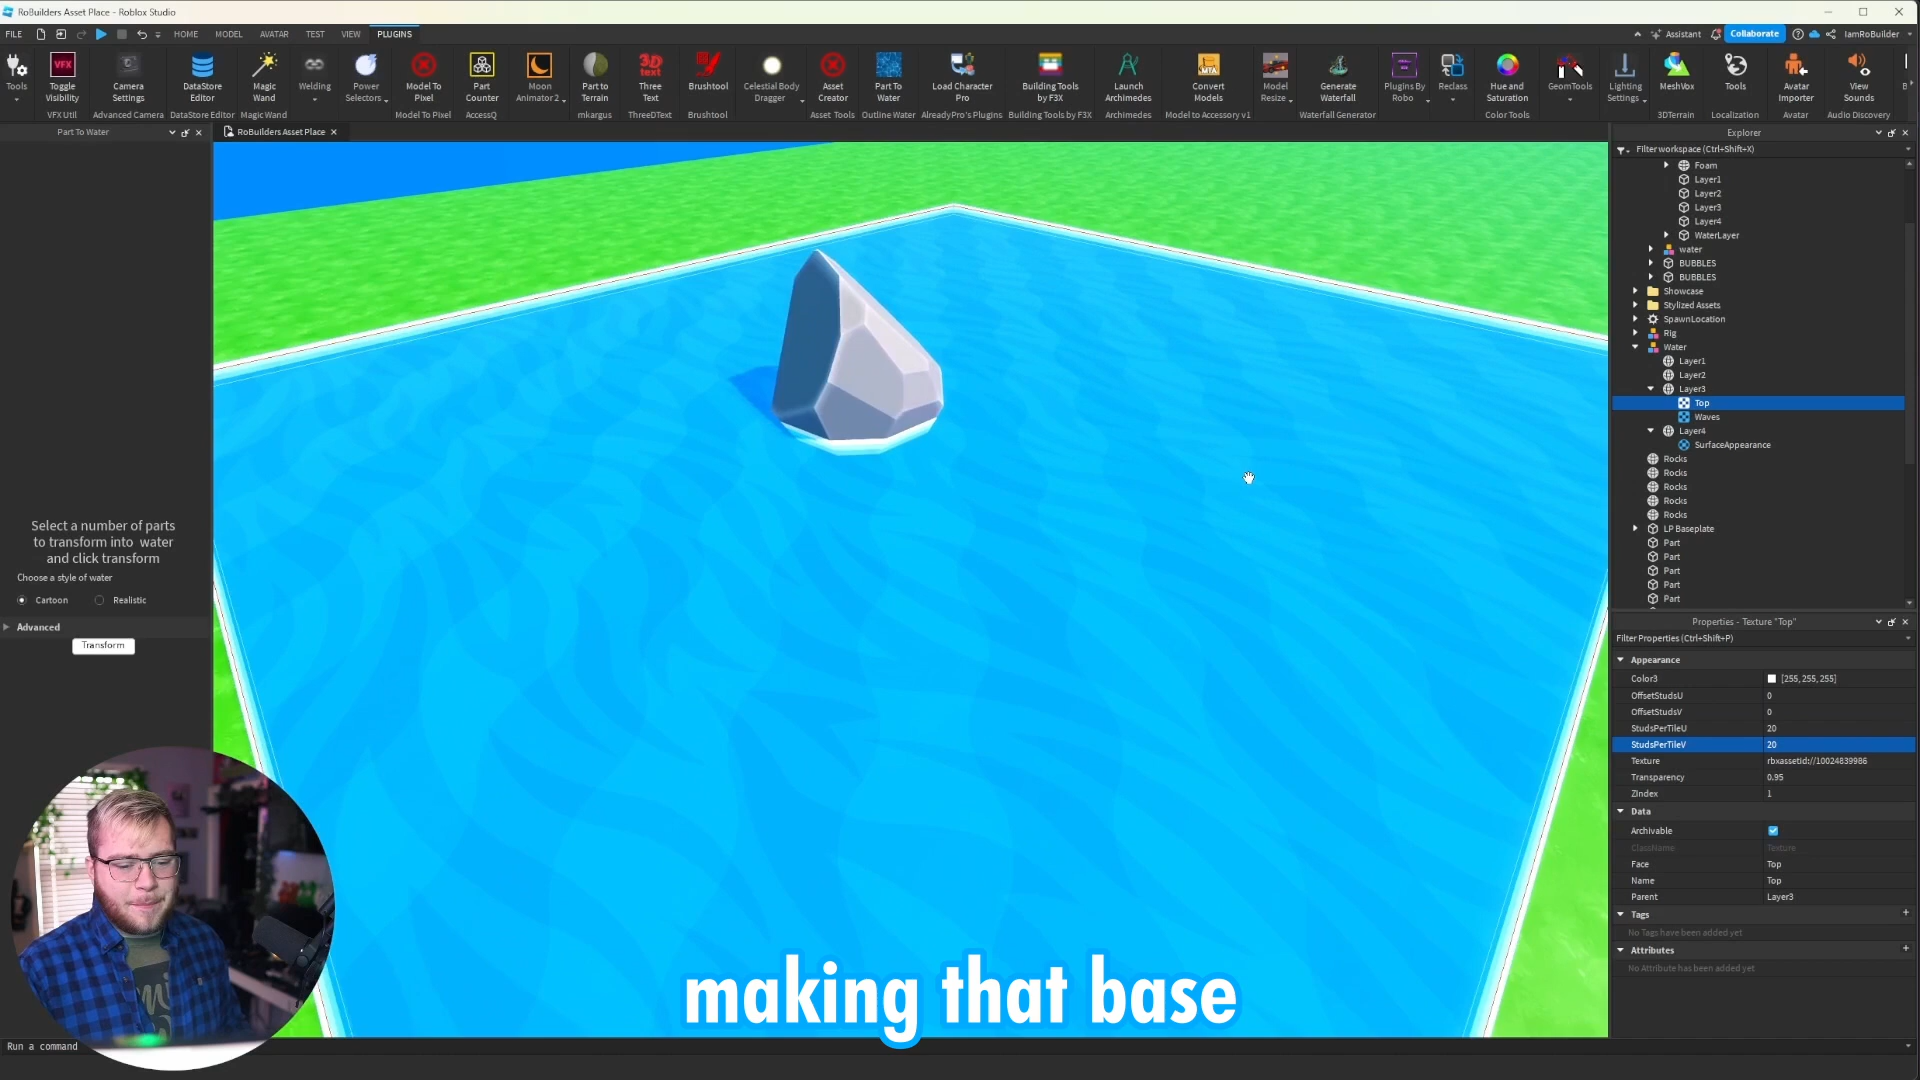 RoBuilders Asset Place - Roblox Studio
FILE
HOME
MODEL
AVATAR
TEST
VIEW
PLUGINS
Assistant
Collaborate
IamRoBuilder
Tools
Toggle Visibility
VFX Util
Camera Settings
Advanced Camera
DataStore Editor
DataStore Editor
Magic Wand
Magic Wand
Welding
Power Selectors
Model To Pixel
Model To Pixel
Part Counter
AccessQ
Moon Animator 2
Part to Terrain
mkargus
Three Text
ThreeDText
Brushtool
Brushtool
Celestial Body Dragger
Asset Creator
Asset Tools
Part To Water
Outline Water
Load Character Pro
AlreadyPro's Plugins
Building Tools by F3X
Building Tools by F3X
Launch Archimedes
Archimedes
Convert Models
Model to Accessory v1
Model Resize
Generate Waterfall
Waterfall Generator
Plugins By Robo
Reclass
Hue and Saturation
Color Tools
GeomTools
Lighting Settings
MeshVox
3DTerrain
Tools
Localization
Avatar Importer
Avatar
View Sounds
Audio Discovery
Part To Water
RoBuilders Asset Place
Select a number of parts
to transform into water
and click transform
Choose a style of water
Cartoon
Realistic
Advanced
Transform
Explorer
Filter workspace (Ctrl+Shift+X)
Foam
Layer1
Layer2
Layer3
Layer4
WaterLayer
water
BUBBLES
BUBBLES
Showcase
Stylized Assets
SpawnLocation
Rig
Water
Layer1
Layer2
Layer3
Top
Waves
Layer4
SurfaceAppearance
Rocks
Rocks
Rocks
Rocks
Rocks
LP Baseplate
Part
Part
Part
Part
Part
Properties - Texture "Top"
Filter Properties (Ctrl+Shift+P)
Appearance
Color3 [255, 255, 255]
OffsetStudsU 0
OffsetStudsV 0
StudsPerTileU 20
StudsPerTileV 20
Texture rbxassetid://10024839986
Transparency 0.95
ZIndex 1
Data
Archivable
ClassName Texture
Face Top
Name Top
Parent Layer3
Tags
No Tags have been added yet
Attributes
No Attribute has been added yet
making that base
Run a command